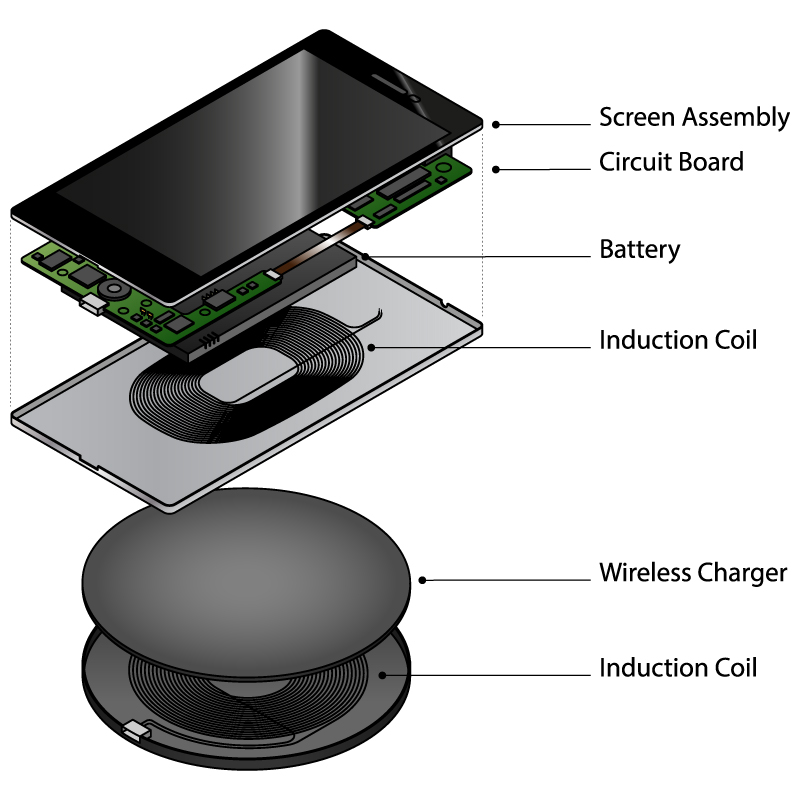 Screen Assembly
Circuit Board
Battery
Induction Coil
Wireless Charger
Induction Coil